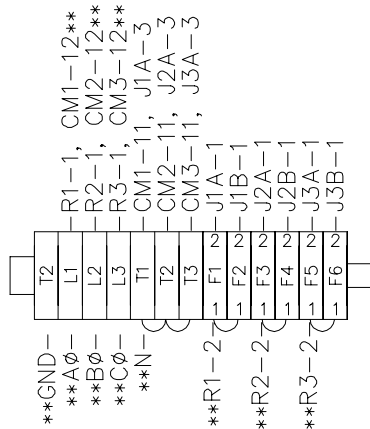 R1-1, CM1-12**
R2-1, CM2-12**
R3-1, CM3-12**
CM1-11, J1A-3
CM2-11, J2A-3
CM3-11, J3A-3
J1A-1
J1B-1
J2A-1
J2B-1
J3A-1
J3B-1
T2
L1
L2
L3
T1
T2
T3
1 F1 2
F2 2
1 F3 2
F4 2
1 F5 2
1 F6
**GND
**AØ
**BØ
**CØ
**N
**R1-2
**R2-2
**R3-2